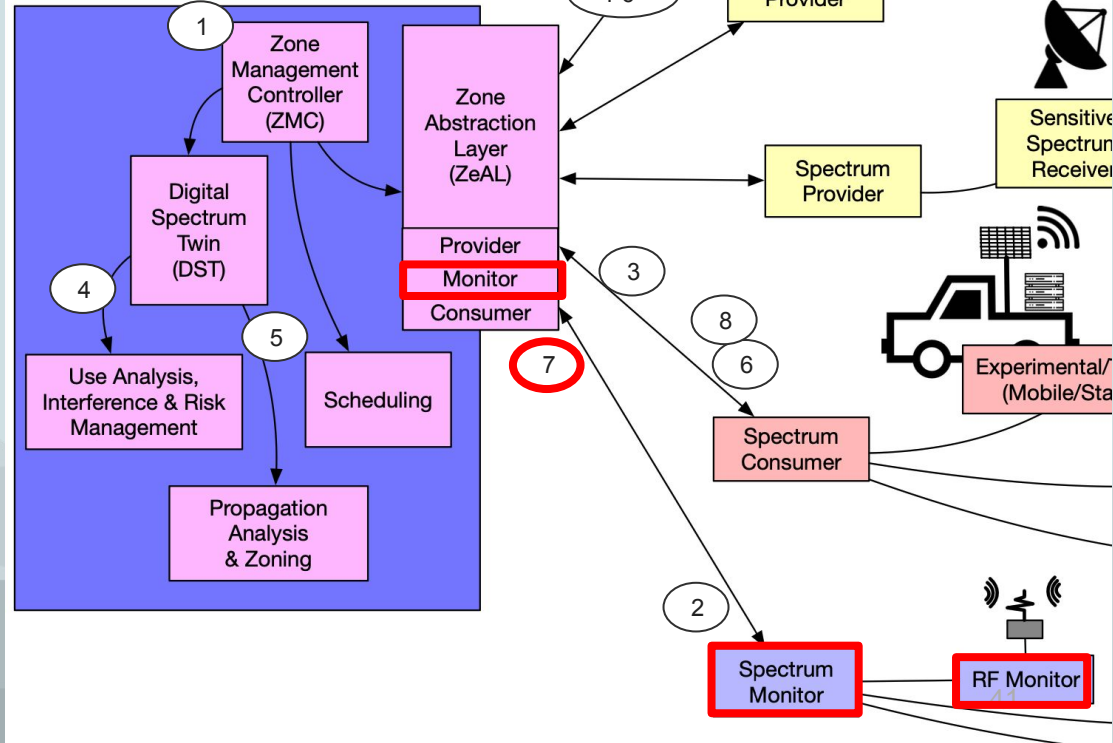 Provider
1
Zone
Management
Controller
(ZMC)
Zone
Abstraction
Layer
(ZeAL)
Sensitive
Spectrum
Receiver
Digital
Spectrum
Twin
(DST)
Spectrum
Provider
Provider
Monitor
Consumer
3
4
5
8
6
7
Use Analysis,
Interference & Risk
Management
Scheduling
Experimental/
(Mobile/Sta
Spectrum
Consumer
Propagation
Analysis
& Zoning
2
Spectrum
Monitor
RF Monitor
41